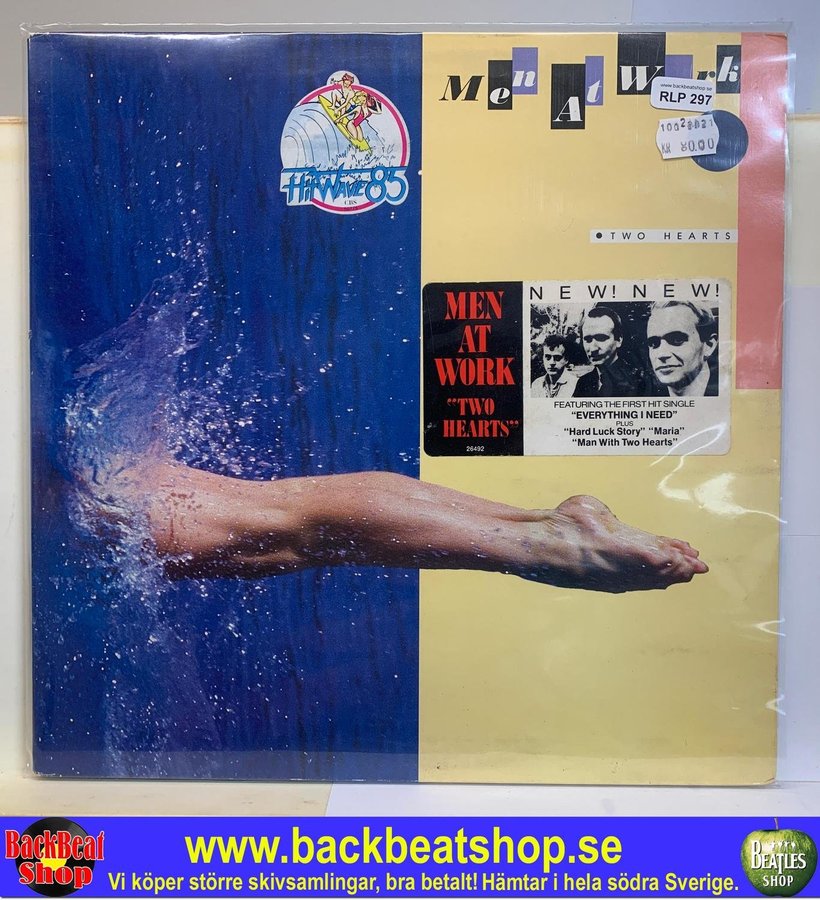 Men At Work
www.backbeatshop.se
RLP 297
KR 80.00
HitWave 85
CBS
TWO HEARTS
NEW! NEW!
MEN
AT
WORK
"TWO
HEARTS"
26492
FEATURING THE FIRST HIT SINGLE
"EVERYTHING I NEED"
PLUS
"Hard Luck Story" "Maria"
"Man With Two Hearts"
BackBeat
Shop
www.backbeatshop.se
Vi köper större skivsamlingar, bra betalt! Hämtar i hela södra Sverige.
BEATLES
SHOP